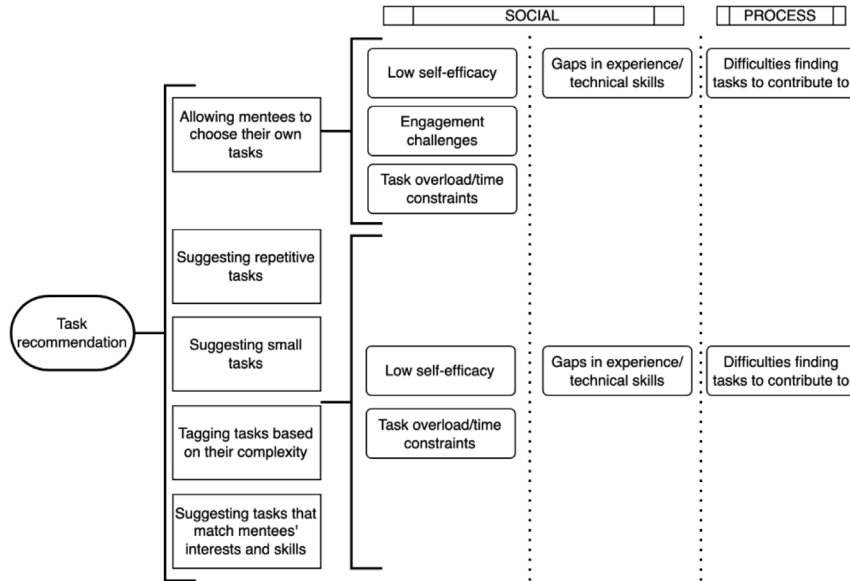 SOCIAL
PROCESS
Low self-efficacy
Gaps in experience/
technical skills
Difficulties finding
tasks to contribute to
Allowing mentees to
choose their own
tasks
Engagement
challenges
Task overload/time
constraints
Suggesting repetitive
tasks
Task
recommendation
Suggesting small
tasks
Low self-efficacy
Gaps in experience/
technical skills
Difficulties finding
tasks to contribute to
Tagging tasks based
on their complexity
Task overload/time
constraints
Suggesting tasks that
match mentees'
interests and skills